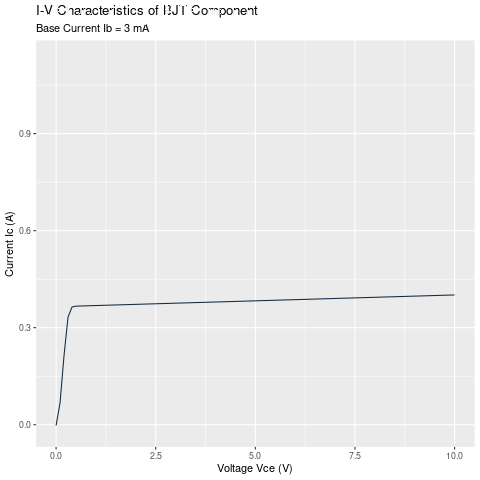 I-V Characteristics of BJT Component
Base Current Ib = 3 mA
Current Ic (A)
0.9
0.6
0.3
0.0
0.0 2.5 5.0 7.5 10.0
Voltage Vce (V)